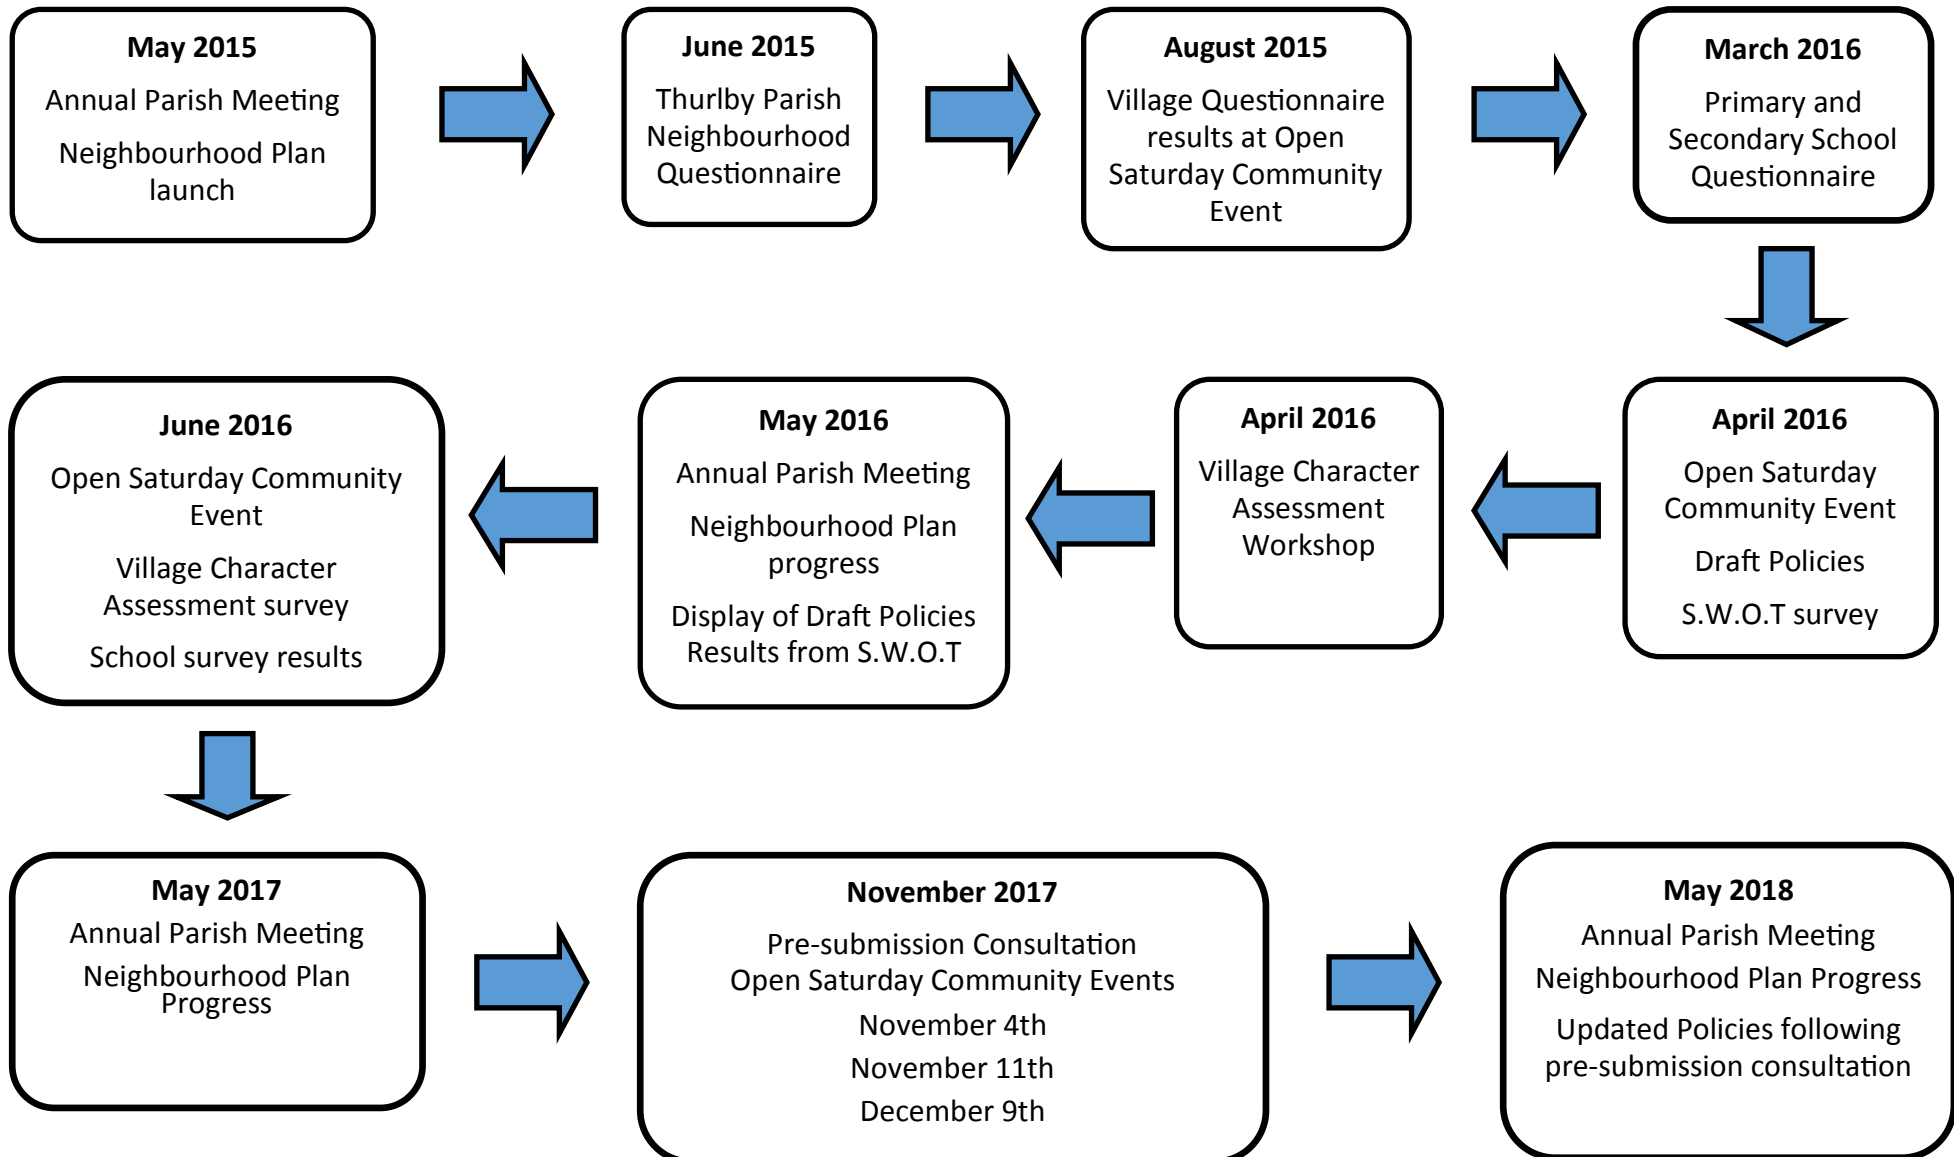 May 2015
Annual Parish Meeting
Neighbourhood Plan
launch
June 2015
Thurlby Parish
Neighbourhood
Questionnaire
August 2015
Village Questionnaire
results at Open
Saturday Community
Event
March 2016
Primary and
Secondary School
Questionnaire
April 2016
Open Saturday
Community Event
Draft Policies
S.W.O.T survey
April 2016
Village Character
Assessment
Workshop
May 2016
Annual Parish Meeting
Neighbourhood Plan
progress
Display of Draft Policies
Results from S.W.O.T
June 2016
Open Saturday Community
Event
Village Character
Assessment survey
School survey results
May 2017
Annual Parish Meeting
Neighbourhood Plan
Progress
November 2017
Pre-submission Consultation
Open Saturday Community Events
November 4th
November 11th
December 9th
May 2018
Annual Parish Meeting
Neighbourhood Plan Progress
Updated Policies following
pre-submission consultation